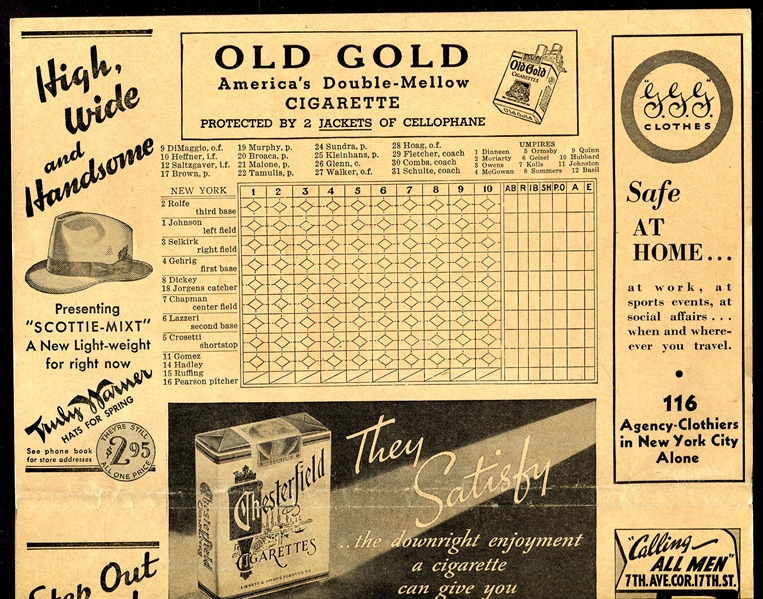 High,
Wide
and
Handsome
Presenting
"SCOTTIE-MIXT"
A New Light-weight
for right now
Truly Warner
HATS FOR SPRING
See phone book
for store addresses
THEY'RE STILL
$2.95
ALL ONE PRICE
Step Out
OLD GOLD
America's Double-Mellow
CIGARETTE
PROTECTED BY 2 JACKETS OF CELLOPHANE
Old Gold
CIGARETTES
OLD GOLD
9 DiMaggio, o.f. 19 Murphy, p. 24 Sundra, p. 28 Hoag, o.f.
10 Heffner, i.f. 20 Broaca, p. 25 Kleinhans, p. 29 Fletcher, coach
12 Saltzgaver, i.f. 21 Malone, p. 26 Glenn, c. 30 Combs, coach
17 Brown, p. 22 Tamulis, p. 27 Walker, o.f. 31 Schulte, coach
UMPIRES
1 Dinneen 5 Ormsby 9 Quinn
2 Moriarty 6 Geisel 10 Hubbard
3 Owens 7 Kolls 11 Johnston
4 McGowan 8 Summers 12 Basil
NEW YORK 1 2 3 4 5 6 7 8 9 10 AB R IB SH P.O A E
2 Rolfe
third base
1 Johnson
left field
3 Selkirk
right field
4 Gehrig
first base
8 Dickey
18 Jorgens catcher
7 Chapman
center field
6 Lazzeri
second base
5 Crosetti
shortstop
11 Gomez
14 Hadley
15 Ruffing
16 Pearson pitcher
They
Satisfy
..the downright enjoyment
a cigarette
can give you
Chesterfield
CIGARETTES
Chesterfield
LIGGETT & MYERS TOBACCO CO.
"G.G.G."
CLOTHES
Safe
AT
HOME...
at work, at
sports events, at
social affairs...
when and where-
ever you travel.
116
Agency-Clothiers
in New York City
Alone
"Calling
ALL MEN"
7TH. AVE. COR. 17TH. ST.